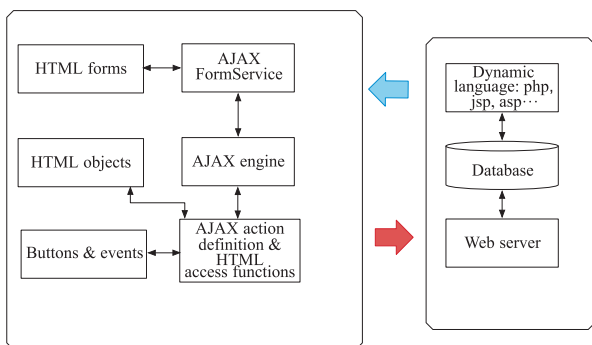 HTML forms
AJAX
FormService
HTML objects
AJAX engine
Buttons & events
AJAX action
definition &
HTML
access functions
Dynamic
language: php,
jsp, asp···
Database
Web server